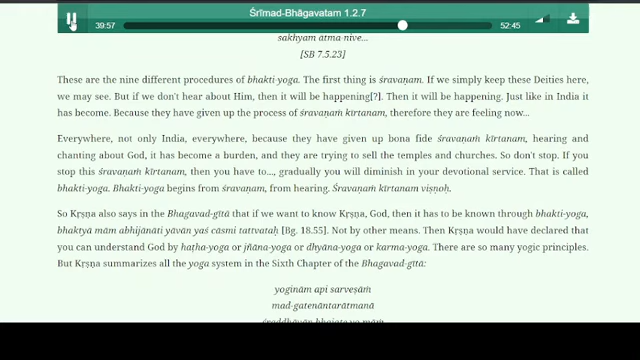 Śrīmad-Bhāgavatam 1.2.7
39:57
52:45
sakhyam ātma-nive...
[SB 7.5.23]
These are the nine different procedures of bhakti-yoga. The first thing is śravaṇam. If we simply keep these Deities here,
we may see. But if we don't hear about Him, then it will be happening[?]. Then it will be happening. Just like in India it
has become. Because they have given up the process of śravaṇaṁ kīrtanam, therefore they are feeling now...
Everywhere, not only India, everywhere, because they have given up bona fide śravaṇaṁ kīrtanam, hearing and
chanting about God, it has become a burden, and they are trying to sell the temples and churches. So don't stop. If you
stop this śravaṇaṁ kīrtanam, then you have to..., gradually you will diminish in your devotional service. That is called
bhakti-yoga. Bhakti-yoga begins from śravaṇam, from hearing. Śravaṇaṁ kīrtanam viṣṇoḥ.
So Kṛṣṇa also says in the Bhagavad-gītā that if we want to know Kṛṣṇa, God, then it has to be known through bhakti-yoga,
bhaktyā mām abhijānāti yāvān yaś cāsmi tattvataḥ [Bg. 18.55]. Not by other means. Then Kṛṣṇa would have declared that
you can understand God by haṭha-yoga or jñāna-yoga or dhyāna-yoga or karma-yoga. There are so many yogic principles.
But Kṛṣṇa summarizes all the yoga system in the Sixth Chapter of the Bhagavad-gītā:
yoginām api sarveṣāṁ
mad-gatenāntarātmanā
śraddhāvān bhajate yo māṁ